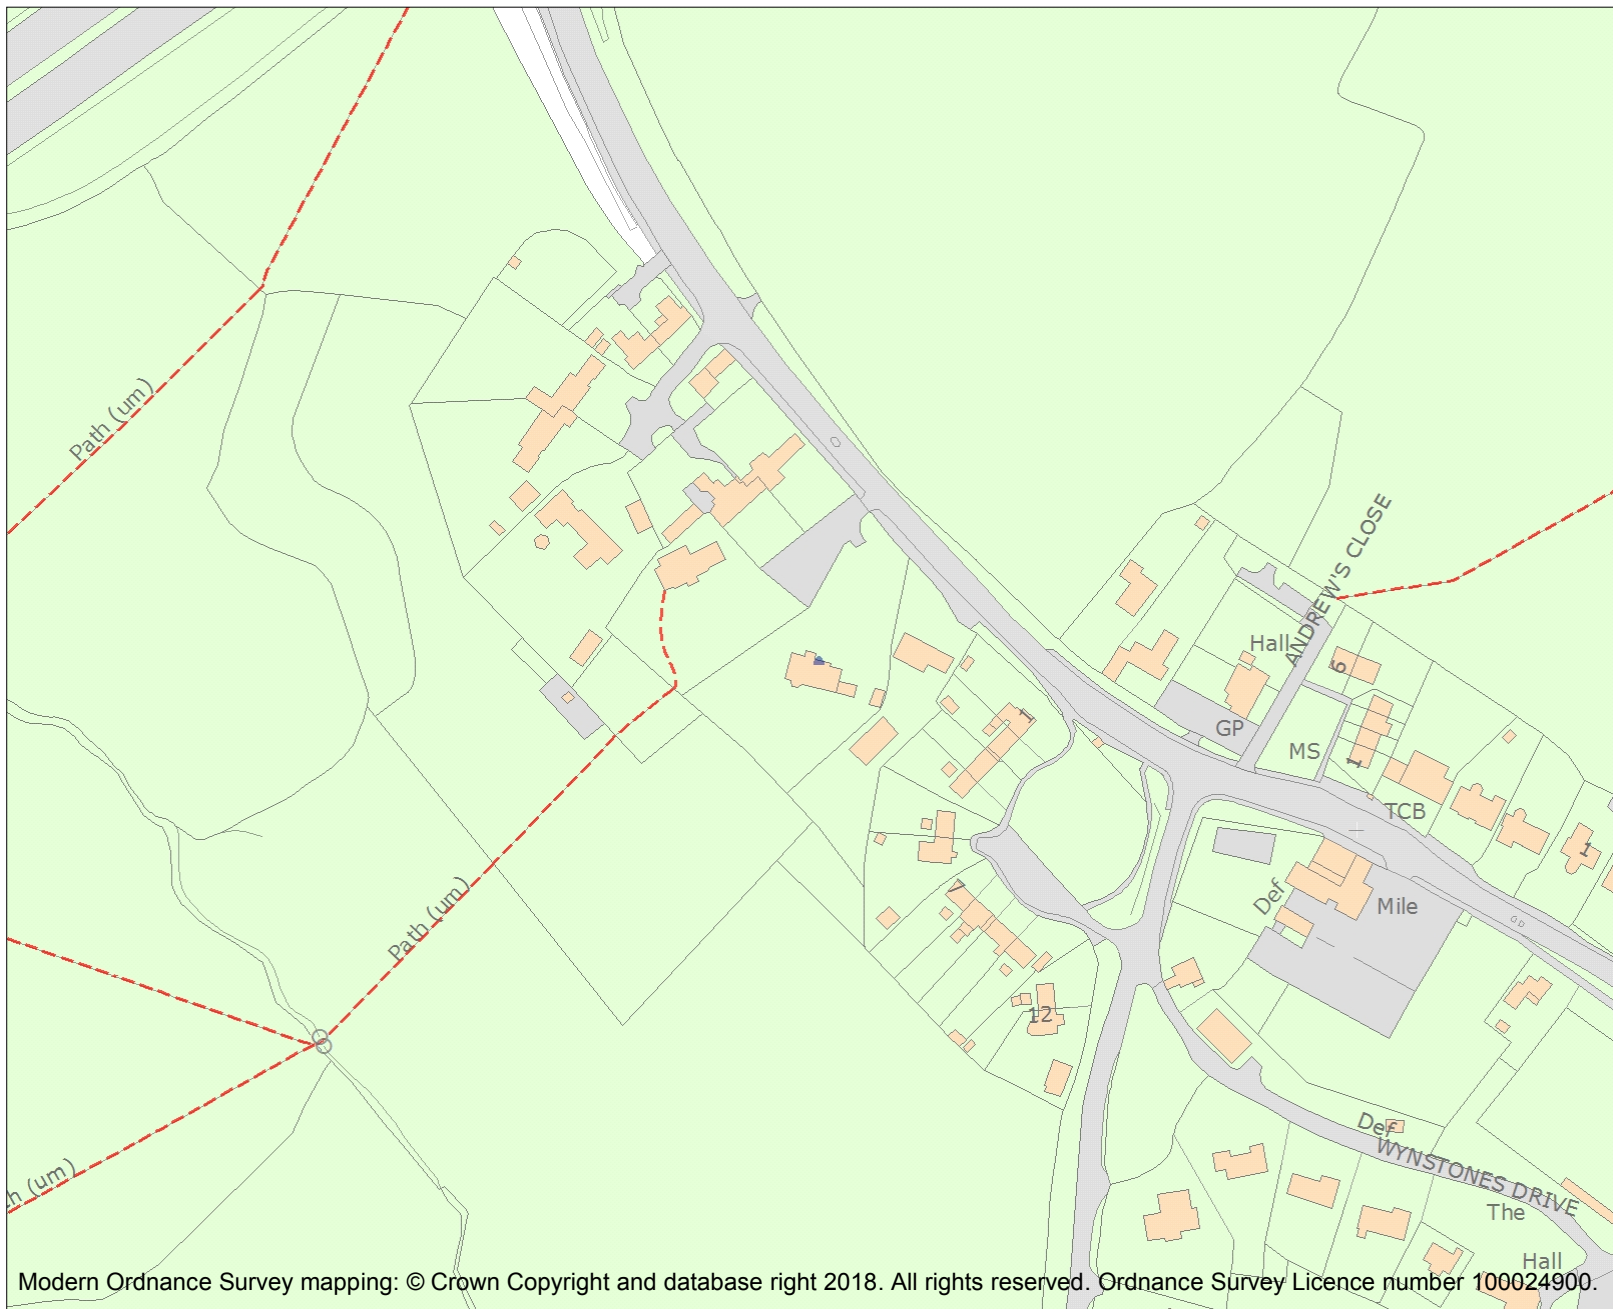 Path (um)
ANDREW'S CLOSE
Hall
6
1
GP
MS
1
TCB
1
Path (um)
7
Def
Mile
12
Def
WYNSTONES DRIVE
h (um)
The
Hall
Modern Ordnance Survey mapping: © Crown Copyright and database right 2018. All rights reserved. Ordnance Survey Licence number 100024900.